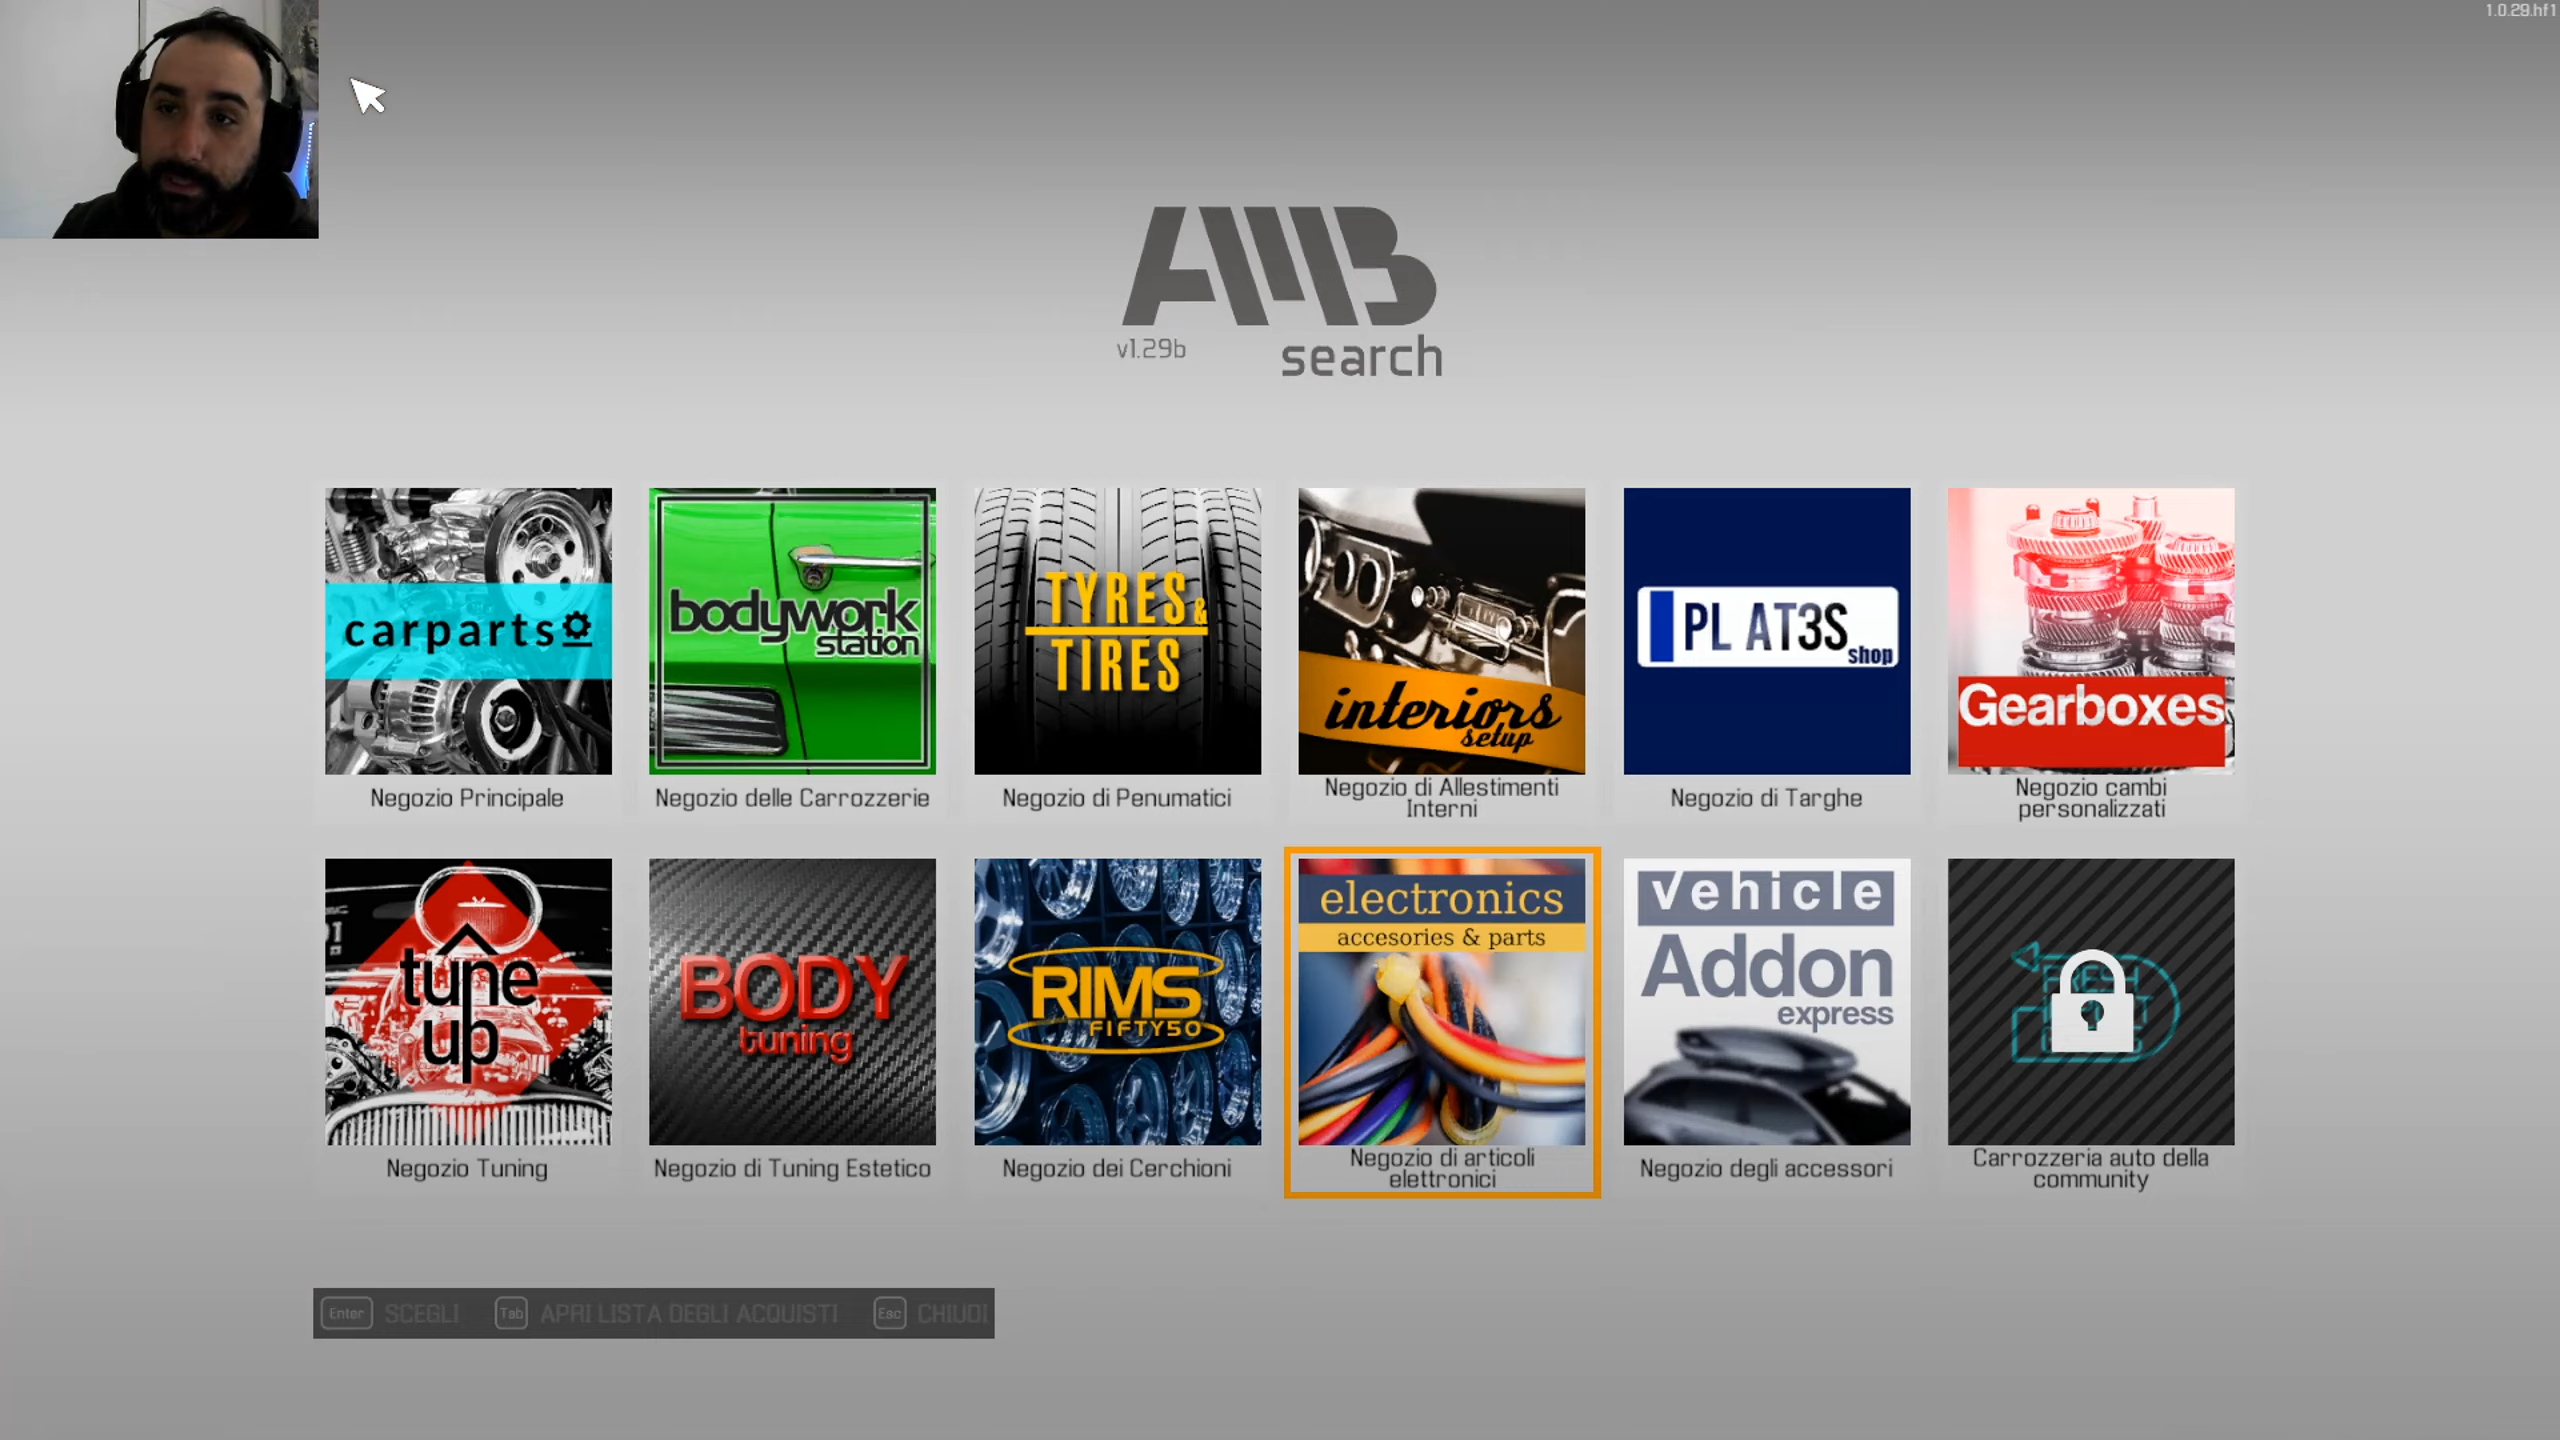 1.0.29.hf1
AMB
v1.29b
search
carparts
bodywork
station
TYRES &
TIRES
interiors
setup
PL AT3S
shop
Gearboxes
Negozio Principale
Negozio delle Carrozzerie
Negozio di Penumatici
Negozio di Allestimenti
Interni
Negozio di Targhe
Negozio cambi
personalizzati
tune
up
BODY
tuning
RIMS
FIFTY50
electronics
accesories & parts
vehicle
Addon
express
Negozio Tuning
Negozio di Tuning Estetico
Negozio dei Cerchioni
Negozio di articoli
elettronici
Negozio degli accessori
Carrozzeria auto della
community
Enter SCEGLI Tab APRI LISTA DEGLI ACQUISTI Esc CHIUDI